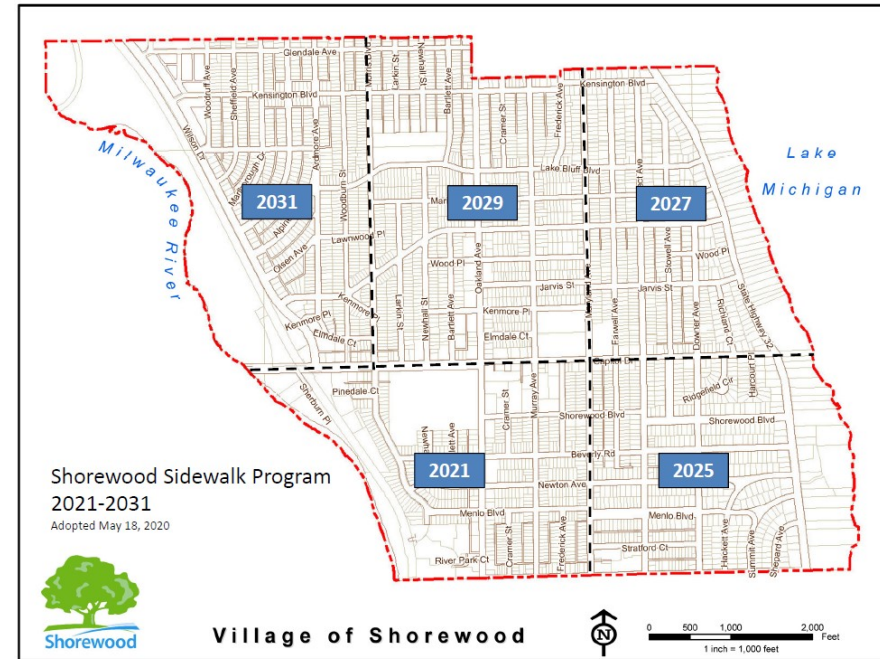 Glendale Ave
Woodruff Ave
Sheffield Ave
Larkin St
Newhall St
Bartlett Ave
Kensington Blvd
Kensington Blvd
Cramer St
Frederick Ave
Ardmore Ave
Wilson Dr
Milwaukee
River
Lake
Michigan
Lake Bluff Blvd
Woodburn St
2031
2029
2027
Lawnwood Pl
Olsen Ave
Wood Pl
Oakland Ave
Stowell Ave
Wood Pl
Jarvis St
Jarvis St
Kenmore Pl
Kenmore Pl
Kenmore Pl
Larkin St
Newhall St
Bartlett Ave
Farwell Ave
Downer Ave
Richland Ct
State Highway 32
Elmdale Ct
Elmdale Ct
Capitol Dr
Sherburn Pl
Pinedale Ct
Cramer St
Murray Ave
Ridgefield Cir
Harcourt Pl
Shorewood Blvd
Shorewood Blvd
Beverly Rd
2021
2025
Newton Ave
Menlo Blvd
Menlo Blvd
Cramer St
Frederick Ave
Hackett Ave
Summit Ave
Shepard Ave
Stratford Ct
River Park Ct
Shorewood Sidewalk Program
2021-2031
Adopted May 18, 2020
Shorewood
Village of Shorewood
N
0 500 1,000 2,000
Feet
1 inch = 1,000 feet